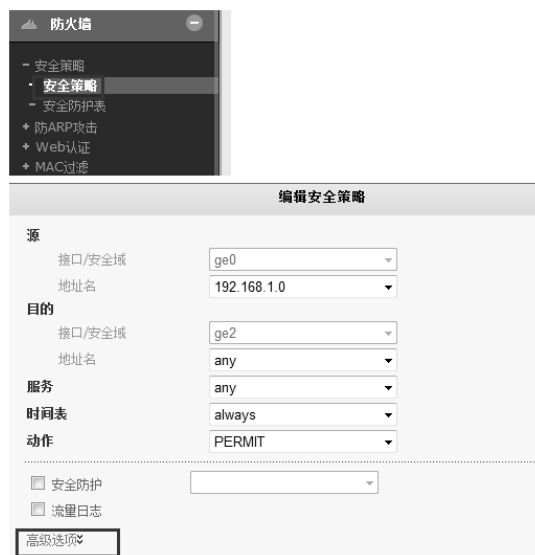 防火墙
- 安全策略
- 安全策略
- 安全防护表
+ 防ARP攻击
+ Web认证
+ MAC过滤
编辑安全策略
源
接口/安全域 ge0
地址名 192.168.1.0
目的
接口/安全域 ge2
地址名 any
服务 any
时间表 always
动作 PERMIT
安全防护
流量日志
高级选项